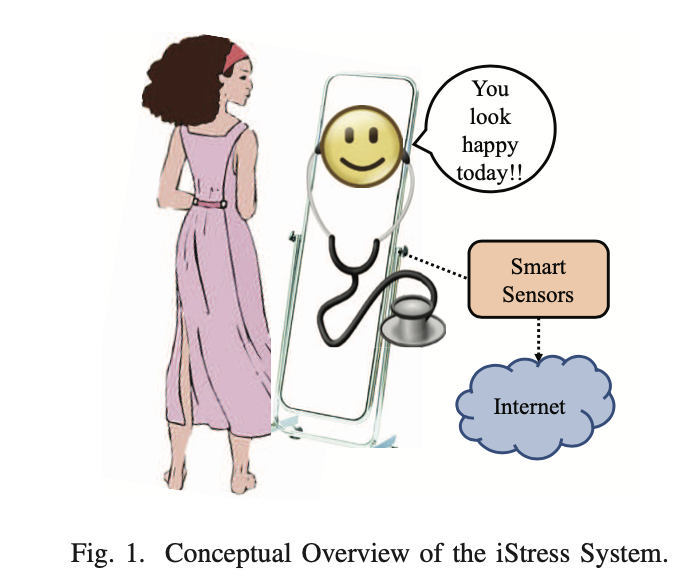 You
look
happy
today!!
Smart
Sensors
Internet
Fig. 1. Conceptual Overview of the iStress System.